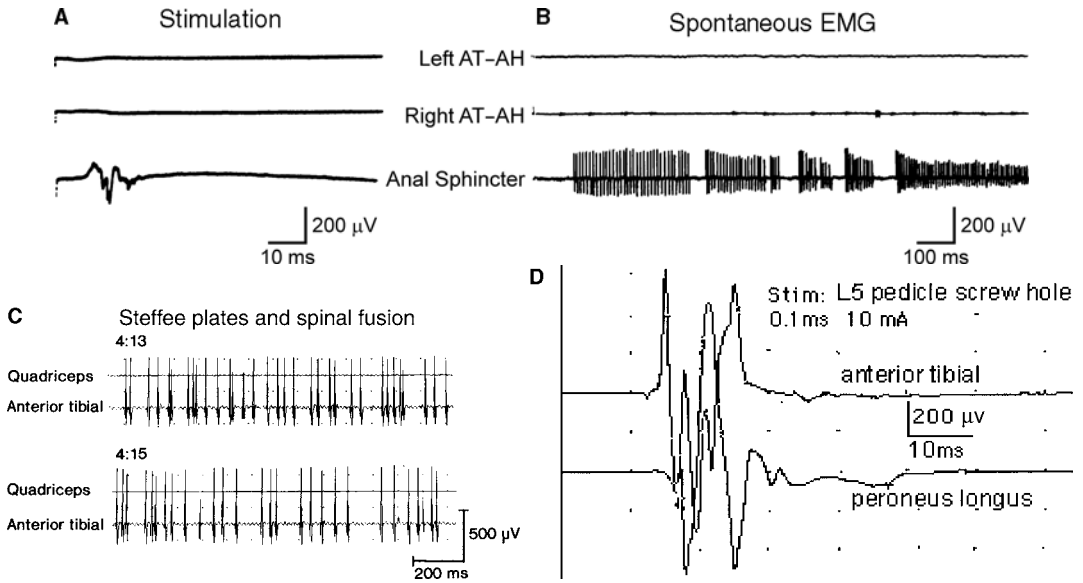 A
Stimulation
B
Spontaneous EMG
Left AT–AH
Right AT–AH
Anal Sphincter
200 μV
10 ms
200 μV
100 ms
C
Steffee plates and spinal fusion
4:13
Quadriceps
Anterior tibial
4:15
Quadriceps
Anterior tibial
500 μV
200 ms
D
Stim: L5 pedicle screw hole
0.1ms 10 mA
anterior tibial
200 μv
10ms
peroneus longus